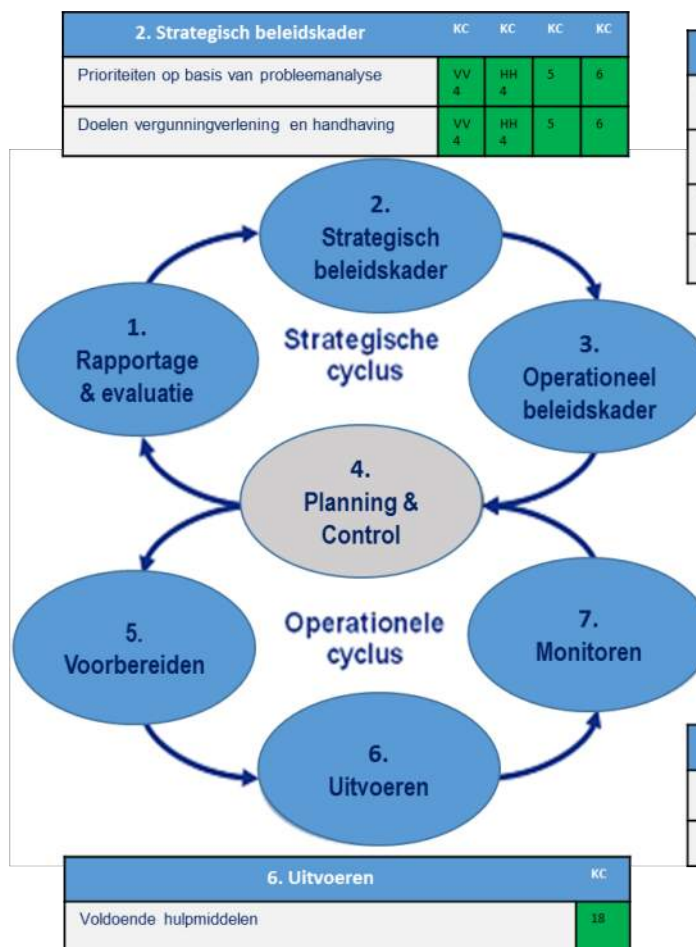 2. Strategisch beleidskader KC KC KC KC
Prioriteiten op basis van probleemanalyse VV 4 HH 4 5 6
Doelen vergunningverlening en handhaving VV 4 HH 4 5 6
2.
Strategisch
beleidskader
1.
Rapportage
& evaluatie
Strategische
cyclus
3.
Operationeel
beleidskader
4.
Planning &
Control
5.
Voorbereiden
Operationele
cyclus
7.
Monitoren
6.
Uitvoeren
6. Uitvoeren KC
Voldoende hulpmiddelen 18